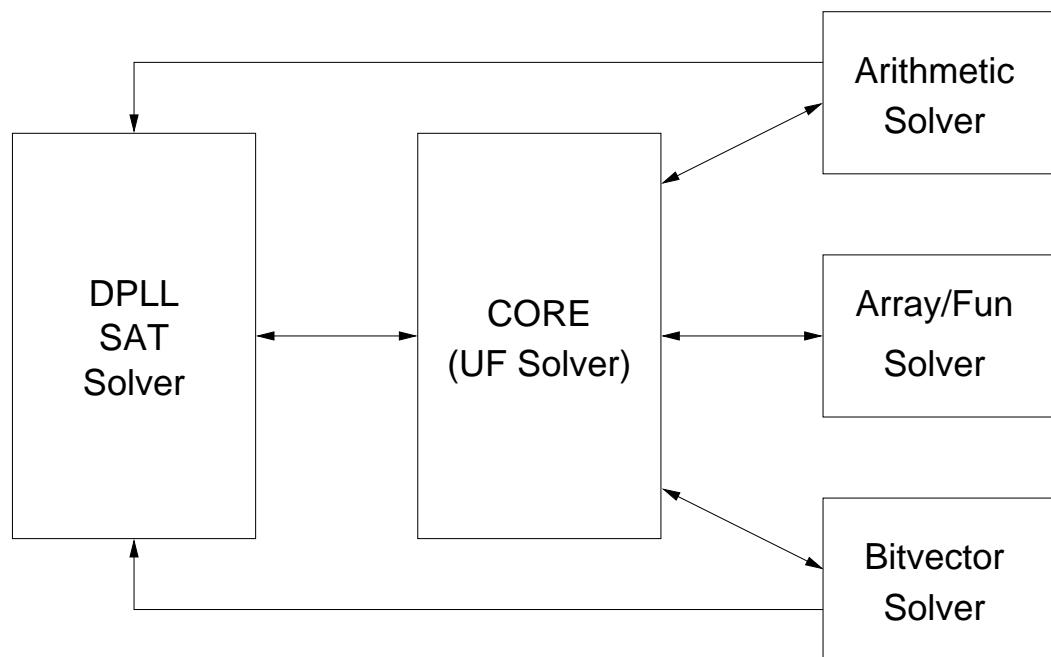 DPLL
SAT
Solver
CORE
(UF Solver)
Arithmetic
Solver
Array/Fun
Solver
Bitvector
Solver